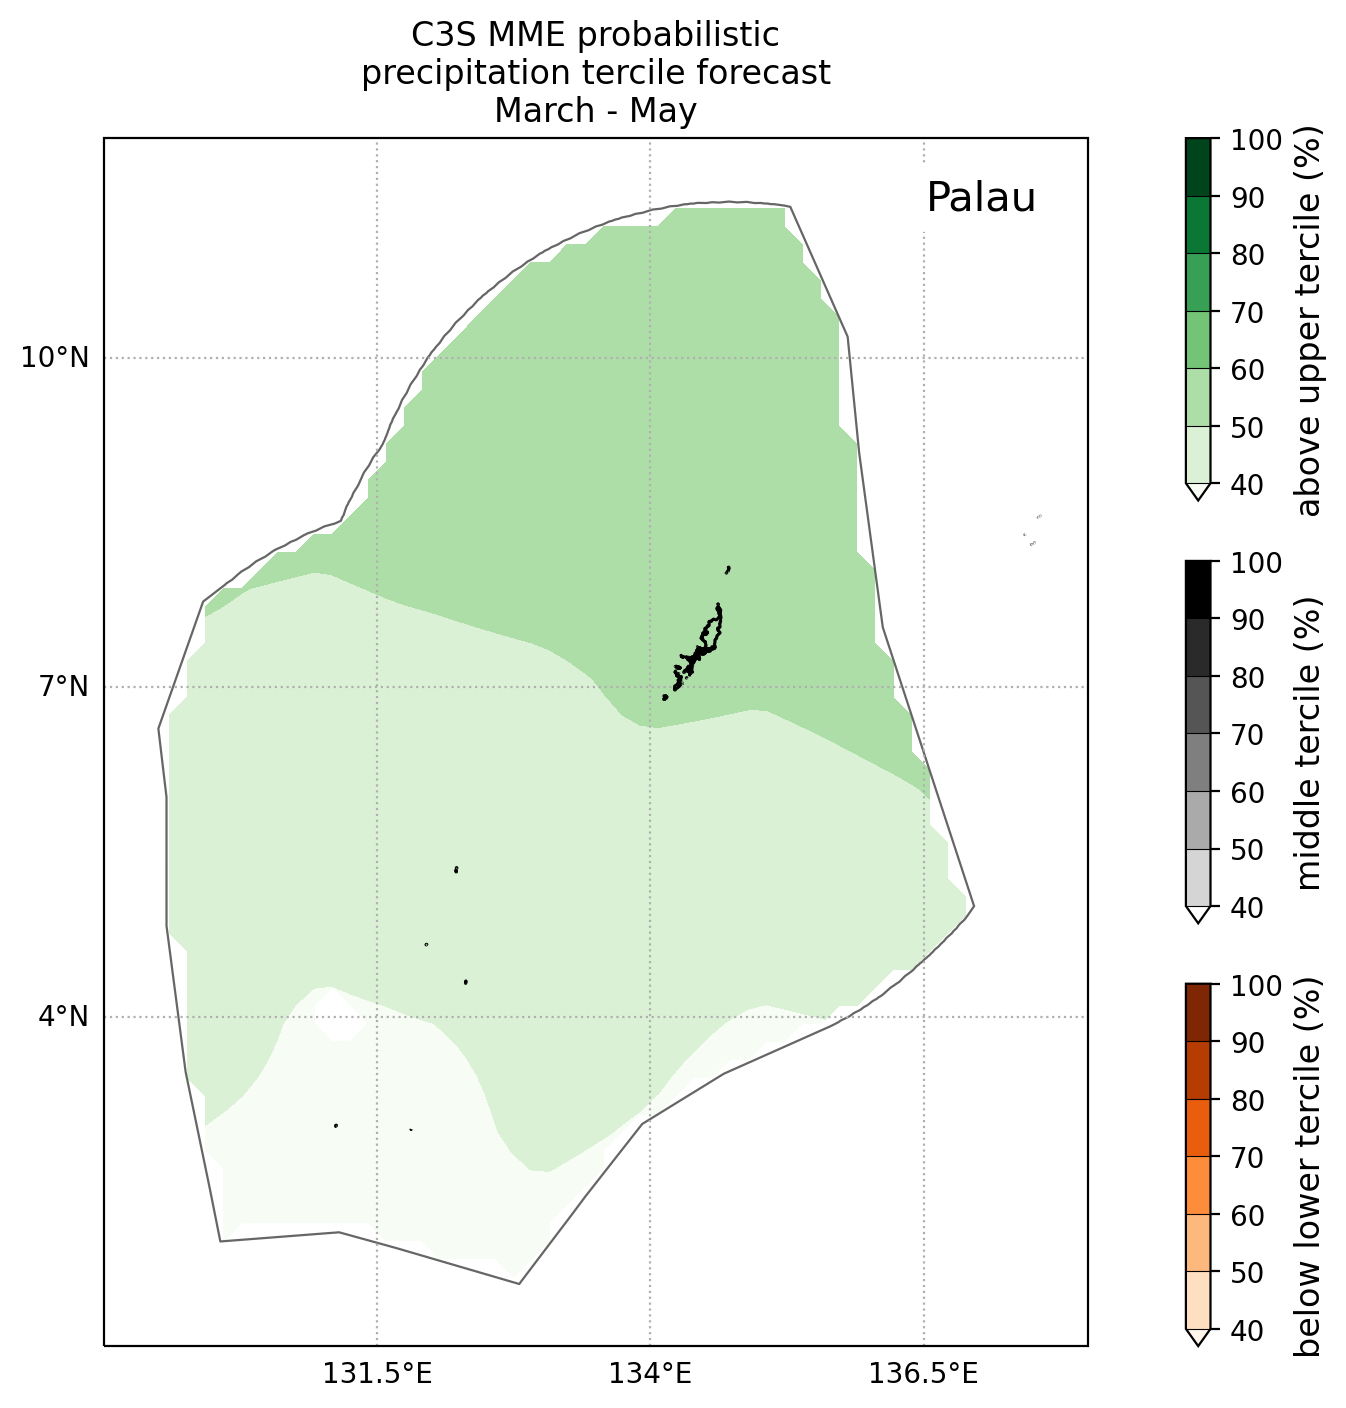 C3S MME probabilistic
precipitation tercile forecast
March - May
Palau
10°N
7°N
4°N
131.5°E
134°E
136.5°E
100
90
80
70
60
50
40
above upper tercile (%)
100
90
80
70
60
50
40
middle tercile (%)
100
90
80
70
60
50
40
below lower tercile (%)